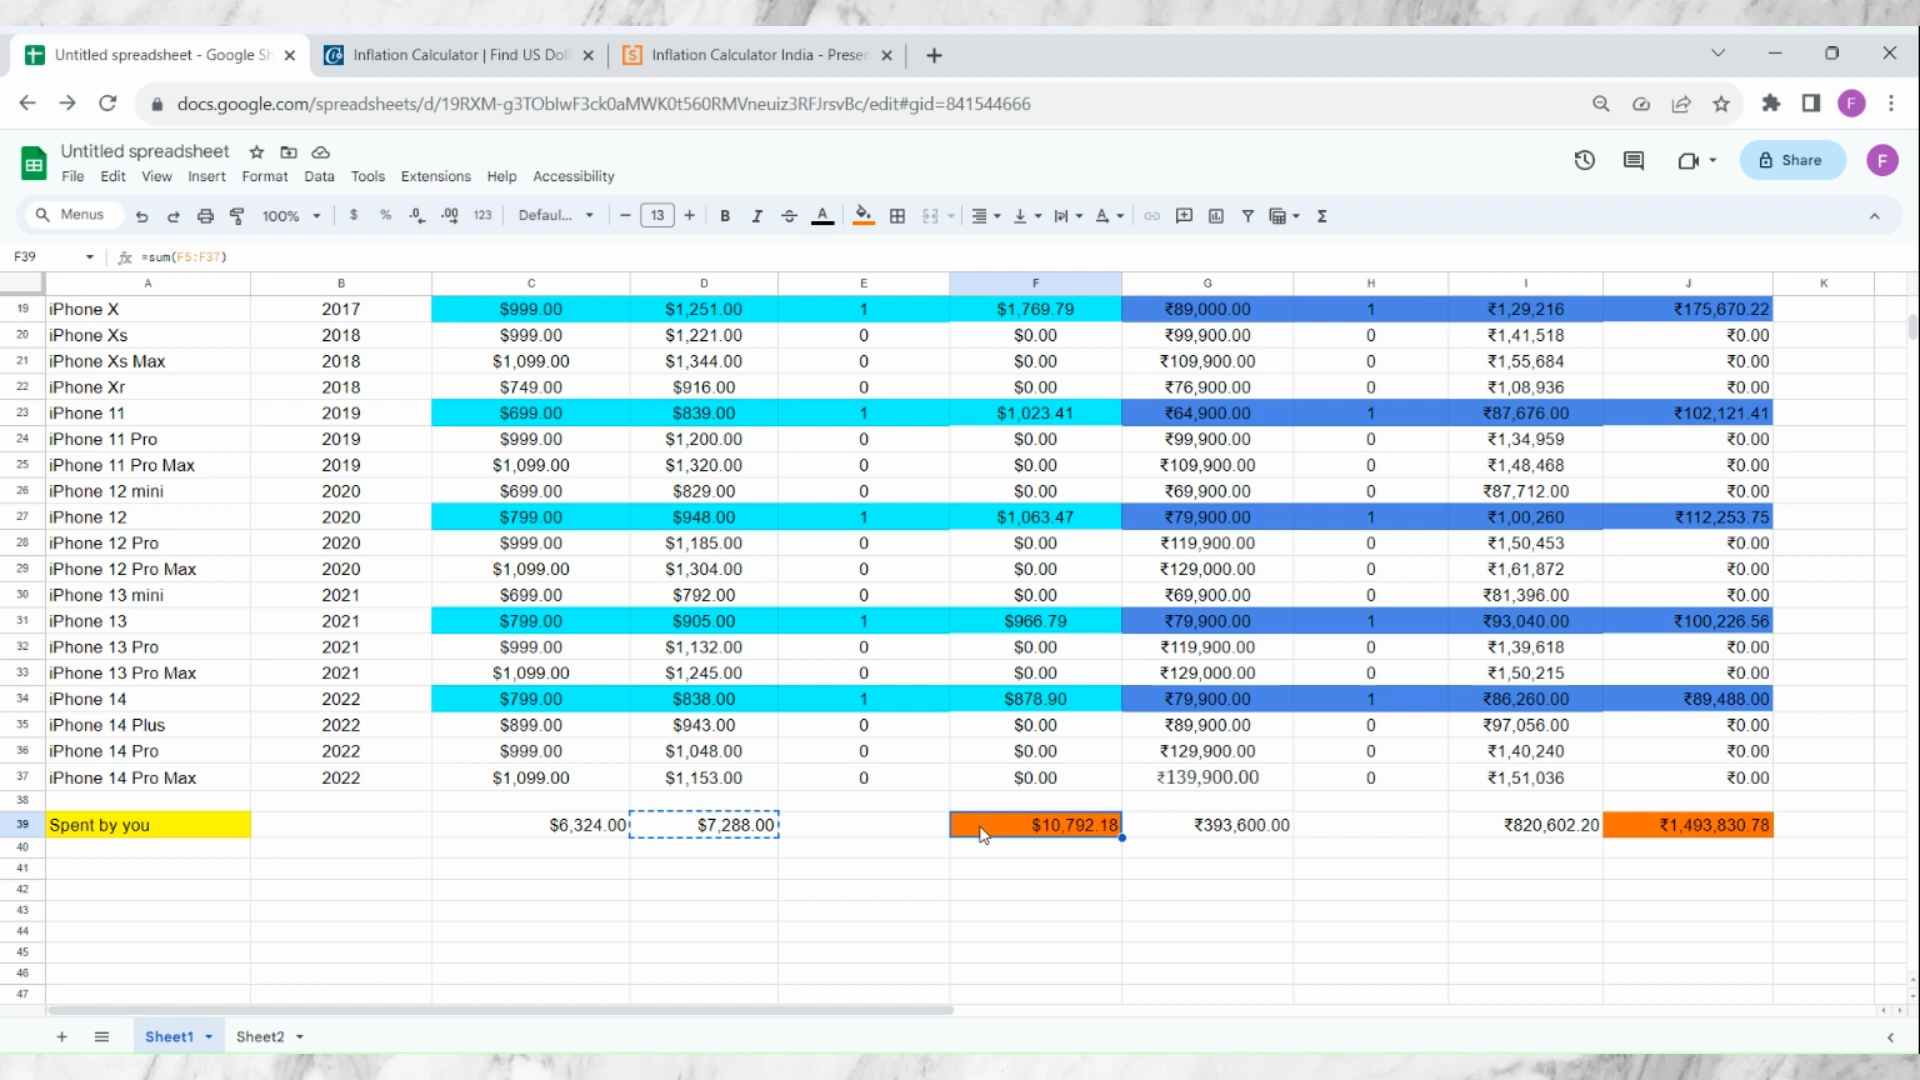 Untitled spreadsheet - Google Sh
Inflation Calculator | Find US Doll
Inflation Calculator India - Presen
docs.google.com/spreadsheets/d/19RXM-g3TOblwF3ck0aMWK0t560RMVneuiz3RFJrsvBc/edit#gid=841544666
F
Untitled spreadsheet
Share
F
File Edit View Insert Format Data Tools Extensions Help Accessibility
Menus 100% $ % .0 .00 123 Defaul... 13 B I A
F39 fx =sum(F5:F37)
A B C D E F G H I J K
19 iPhone X 2017 $999.00 $1,251.00 1 $1,769.79 ₹89,000.00 1 ₹1,29,216 ₹175,670.22
20 iPhone Xs 2018 $999.00 $1,221.00 0 $0.00 ₹99,900.00 0 ₹1,41,518 ₹0.00
21 iPhone Xs Max 2018 $1,099.00 $1,344.00 0 $0.00 ₹109,900.00 0 ₹1,55,684 ₹0.00
22 iPhone Xr 2018 $749.00 $916.00 0 $0.00 ₹76,900.00 0 ₹1,08,936 ₹0.00
23 iPhone 11 2019 $699.00 $839.00 1 $1,023.41 ₹64,900.00 1 ₹87,676.00 ₹102,121.41
24 iPhone 11 Pro 2019 $999.00 $1,200.00 0 $0.00 ₹99,900.00 0 ₹1,34,959 ₹0.00
25 iPhone 11 Pro Max 2019 $1,099.00 $1,320.00 0 $0.00 ₹109,900.00 0 ₹1,48,468 ₹0.00
26 iPhone 12 mini 2020 $699.00 $829.00 0 $0.00 ₹69,900.00 0 ₹87,712.00 ₹0.00
27 iPhone 12 2020 $799.00 $948.00 1 $1,063.47 ₹79,900.00 1 ₹1,00,260 ₹112,253.75
28 iPhone 12 Pro 2020 $999.00 $1,185.00 0 $0.00 ₹119,900.00 0 ₹1,50,453 ₹0.00
29 iPhone 12 Pro Max 2020 $1,099.00 $1,304.00 0 $0.00 ₹129,000.00 0 ₹1,61,872 ₹0.00
30 iPhone 13 mini 2021 $699.00 $792.00 0 $0.00 ₹69,900.00 0 ₹81,396.00 ₹0.00
31 iPhone 13 2021 $799.00 $905.00 1 $966.79 ₹79,900.00 1 ₹93,040.00 ₹100,226.56
32 iPhone 13 Pro 2021 $999.00 $1,132.00 0 $0.00 ₹119,900.00 0 ₹1,39,618 ₹0.00
33 iPhone 13 Pro Max 2021 $1,099.00 $1,245.00 0 $0.00 ₹129,000.00 0 ₹1,50,215 ₹0.00
34 iPhone 14 2022 $799.00 $838.00 1 $878.90 ₹79,900.00 1 ₹86,260.00 ₹89,488.00
35 iPhone 14 Plus 2022 $899.00 $943.00 0 $0.00 ₹89,900.00 0 ₹97,056.00 ₹0.00
36 iPhone 14 Pro 2022 $999.00 $1,048.00 0 $0.00 ₹129,900.00 0 ₹1,40,240 ₹0.00
37 iPhone 14 Pro Max 2022 $1,099.00 $1,153.00 0 $0.00 ₹139,900.00 0 ₹1,51,036 ₹0.00
38
39 Spent by you $6,324.00 $7,288.00 $10,792.18 ₹393,600.00 ₹820,602.20 ₹1,493,830.78
40
41
42
43
44
45
46
47
Sheet1 Sheet2